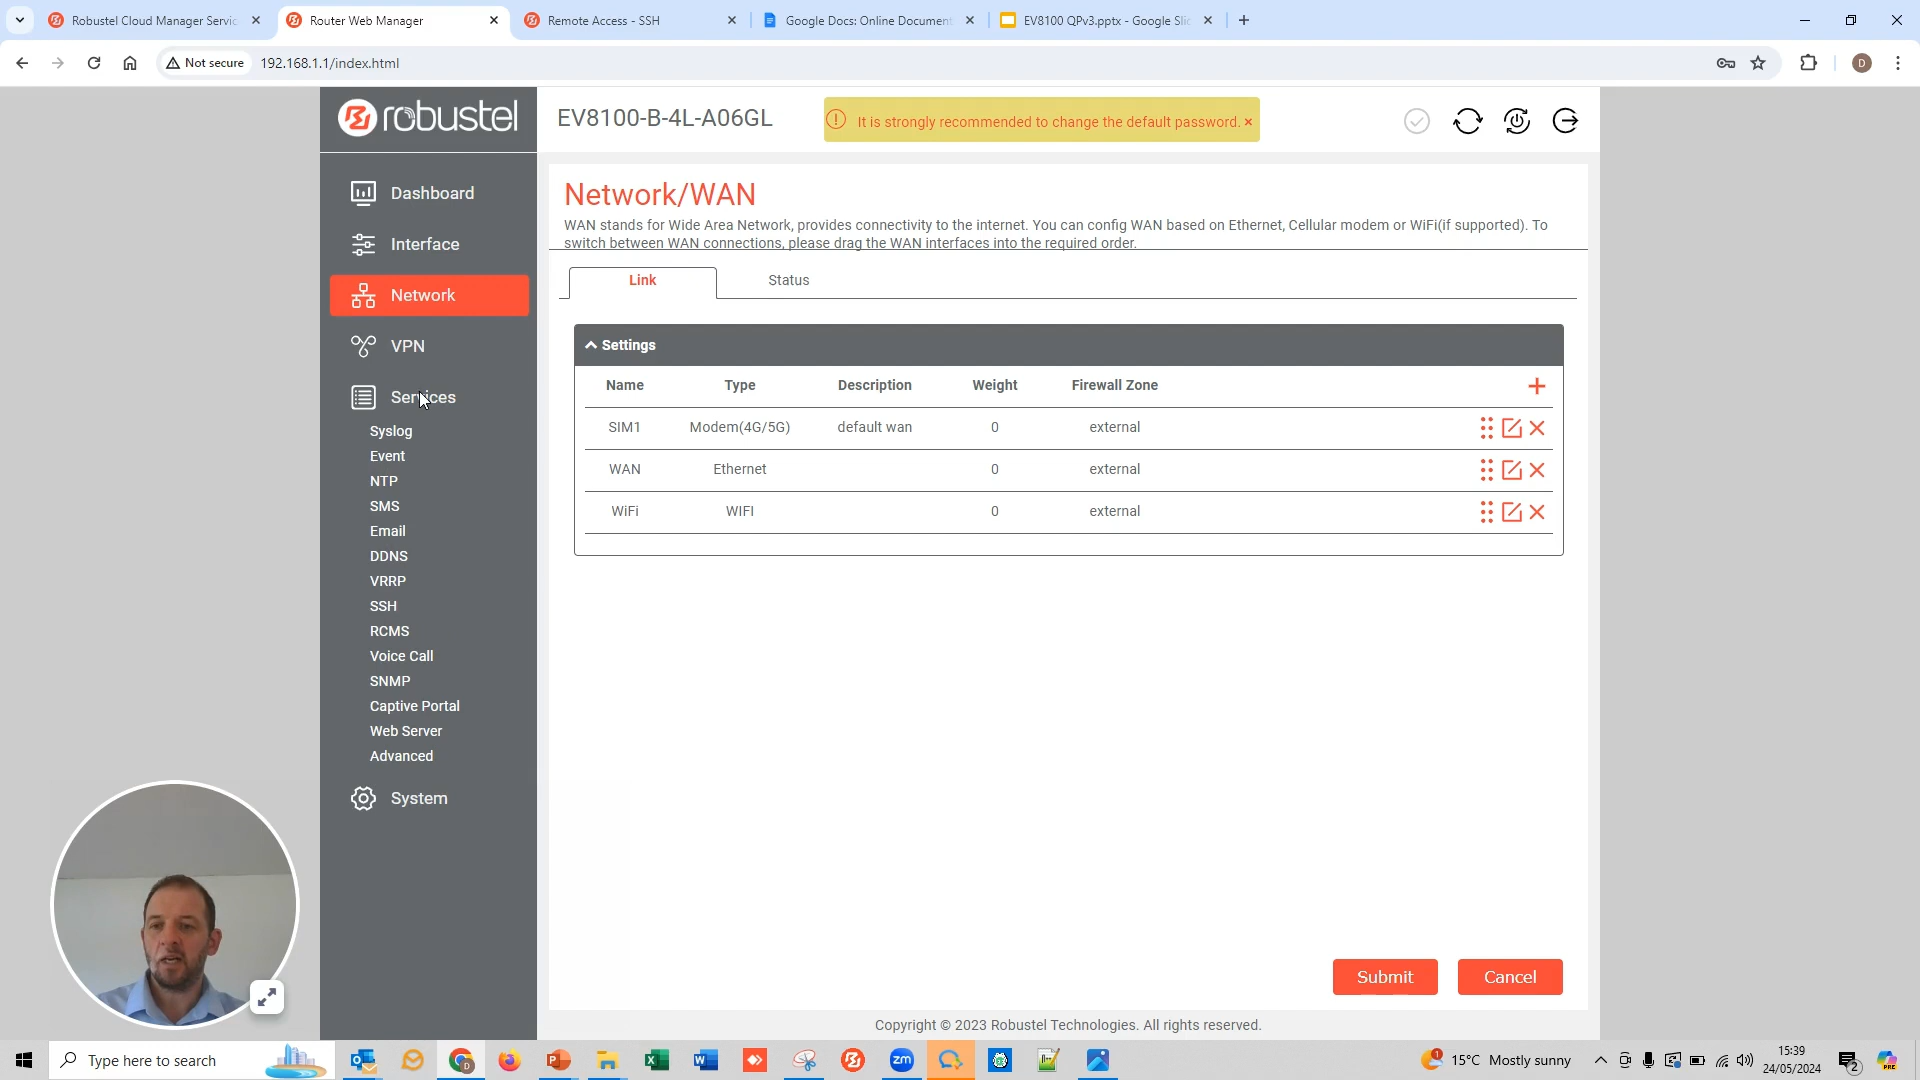 Robustel Cloud Manager Servic
Router Web Manager
Remote Access - SSH
Google Docs: Online Document
EV8100 QPv3.pptx - Google Slid
Not secure
192.168.1.1/index.html
D
robustel
EV8100-B-4L-A06GL
It is strongly recommended to change the default password. ×
Dashboard
Interface
Network
VPN
Services
Syslog
Event
NTP
SMS
Email
DDNS
VRRP
SSH
RCMS
Voice Call
SNMP
Captive Portal
Web Server
Advanced
System
Network/WAN
WAN stands for Wide Area Network, provides connectivity to the internet. You can config WAN based on Ethernet, Cellular modem or WiFi(if supported). To
switch between WAN connections, please drag the WAN interfaces into the required order.
Link Status
Settings
Name Type Description Weight Firewall Zone
SIM1 Modem(4G/5G) default wan 0 external
WAN Ethernet 0 external
WiFi WIFI 0 external
Submit Cancel
Copyright © 2023 Robustel Technologies. All rights reserved.
Type here to search
D
zm
1
15°C Mostly sunny
15:39
24/05/2024
2
PRE